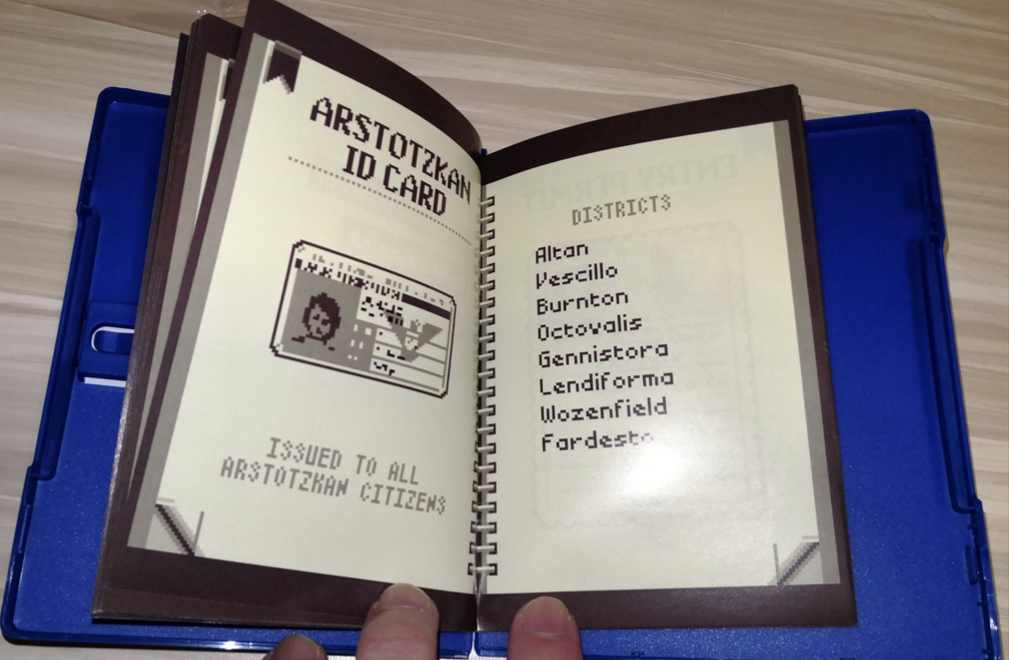 ARSTOTZKAN
ID CARD
ISSUED TO ALL
ARSTOTZKAN CITIZENS
DISTRICTS
Altan
Vescillo
Burnton
Octovalis
Gennistora
Lendiforma
Wozenfield
Fardesto